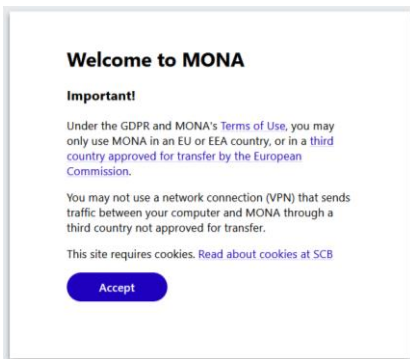 Welcome to MONA
Important!
Under the GDPR and MONA's Terms of Use, you may
only use MONA in an EU or EEA country, or in a third
country approved for transfer by the European
Commission.
You may not use a network connection (VPN) that sends
traffic between your computer and MONA through a
third country not approved for transfer.
This site requires cookies. Read about cookies at SCB
Accept